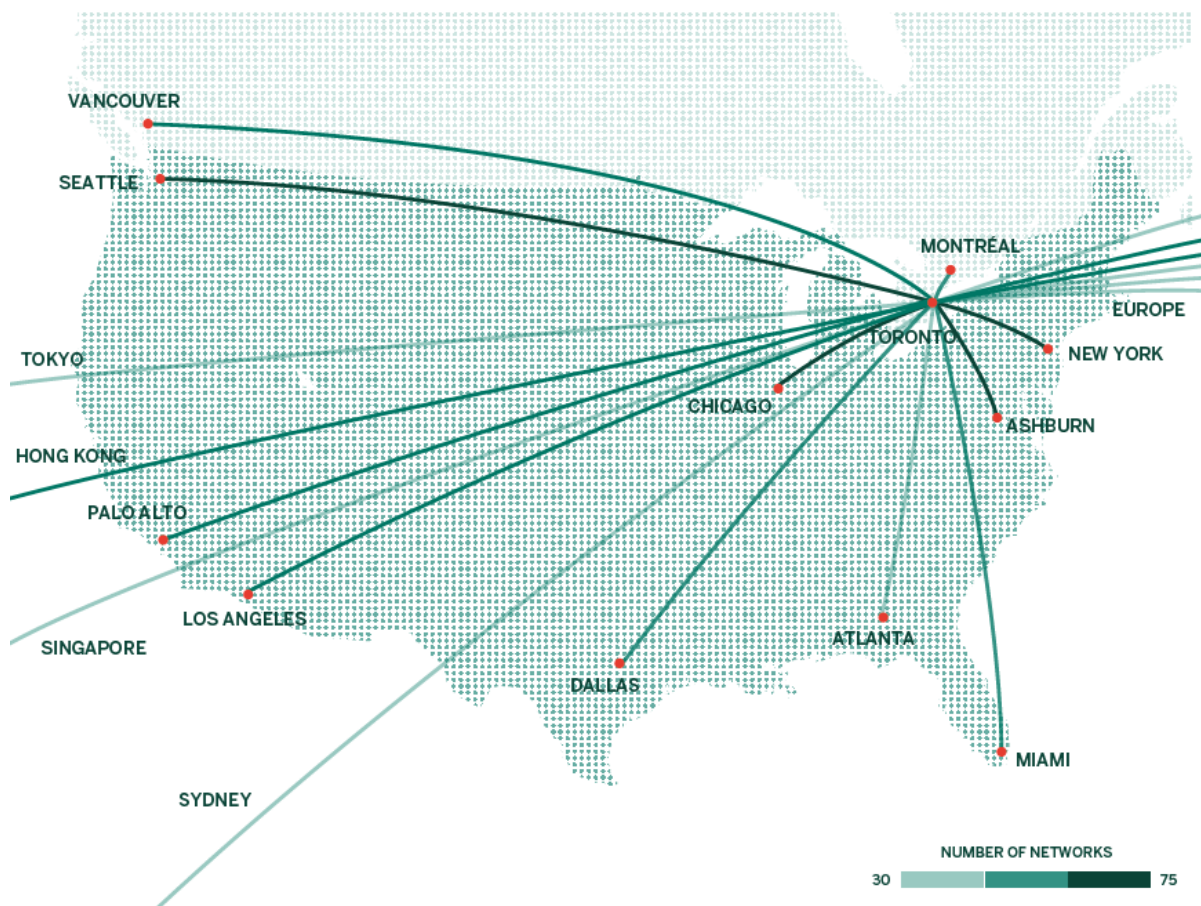 VANCOUVER
SEATTLE
MONTRÉAL
EUROPE
TORONTO
NEW YORK
TOKYO
CHICAGO
ASHBURN
HONG KONG
PALO ALTO
LOS ANGELES
SINGAPORE
ATLANTA
DALLAS
MIAMI
SYDNEY
NUMBER OF NETWORKS
30 75